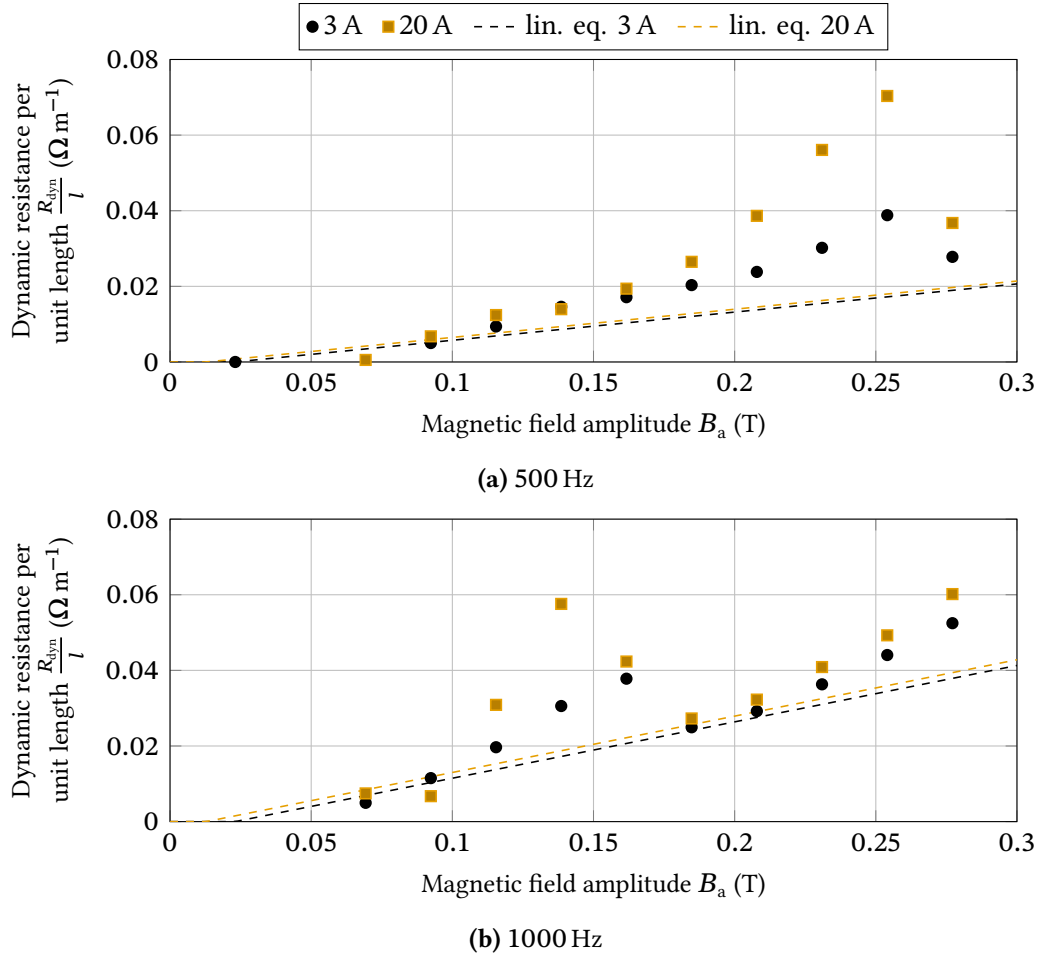 3 A 20 A lin. eq. 3 A lin. eq. 20 A
Dynamic resistance per
unit length R_dyn/l (Ω m⁻¹)
0.08
0.06
0.04
0.02
0
0 0.05 0.1 0.15 0.2 0.25 0.3
Magnetic field amplitude B_a (T)
(a) 500 Hz
Dynamic resistance per
unit length R_dyn/l (Ω m⁻¹)
0.08
0.06
0.04
0.02
0
0 0.05 0.1 0.15 0.2 0.25 0.3
Magnetic field amplitude B_a (T)
(b) 1000 Hz